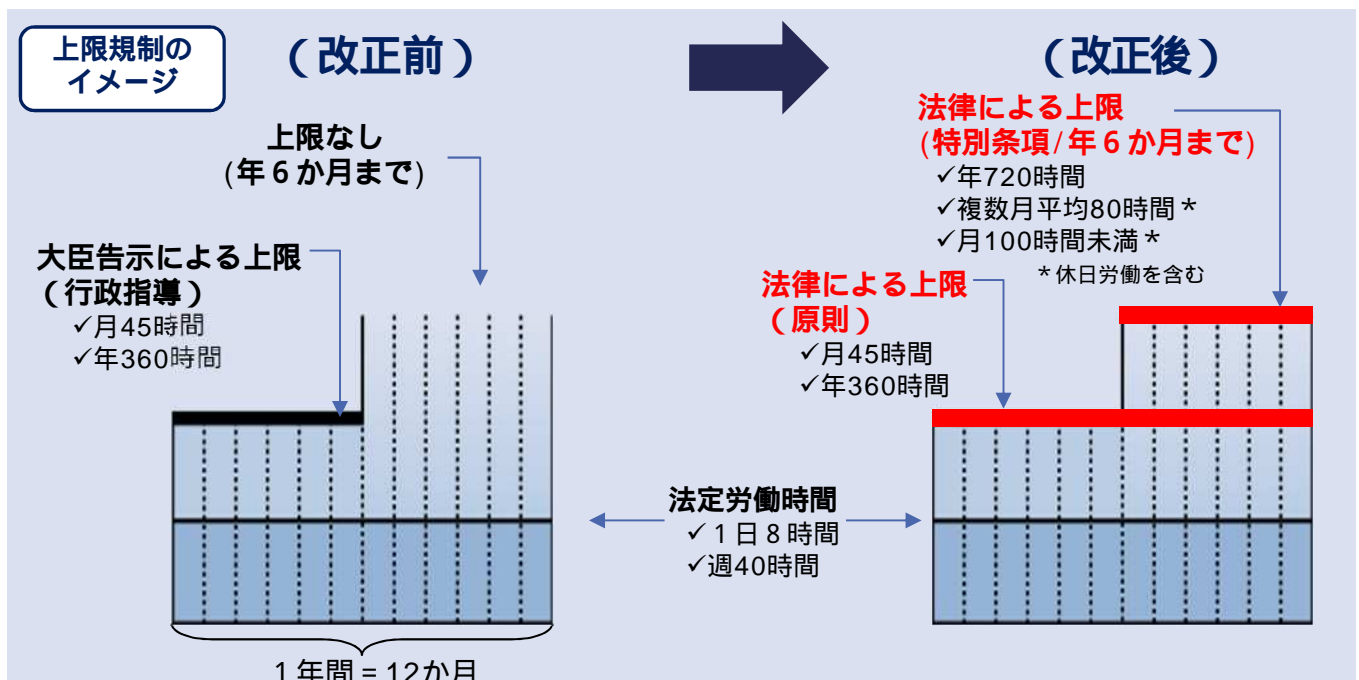 上限規制の
イメージ
（改正前）
（改正後）
上限なし
(年６か月まで)
大臣告示による上限
（行政指導）
✓月45時間
✓年360時間
法律による上限
(特別条項/年６か月まで)
✓年720時間
✓複数月平均80時間＊
✓月100時間未満＊
＊休日労働を含む
法律による上限
（原則）
✓月45時間
✓年360時間
法定労働時間
✓１日８時間
✓週40時間
１年間＝12か月